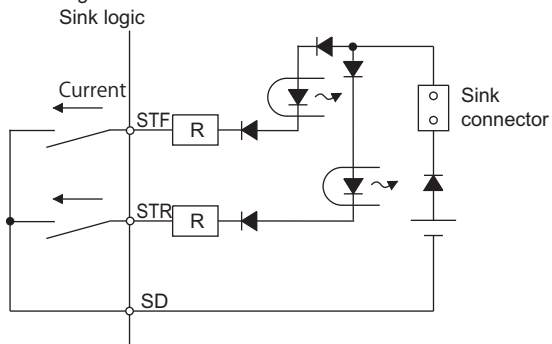 Sink logic
Current
STF
R
Sink
connector
STR
R
SD